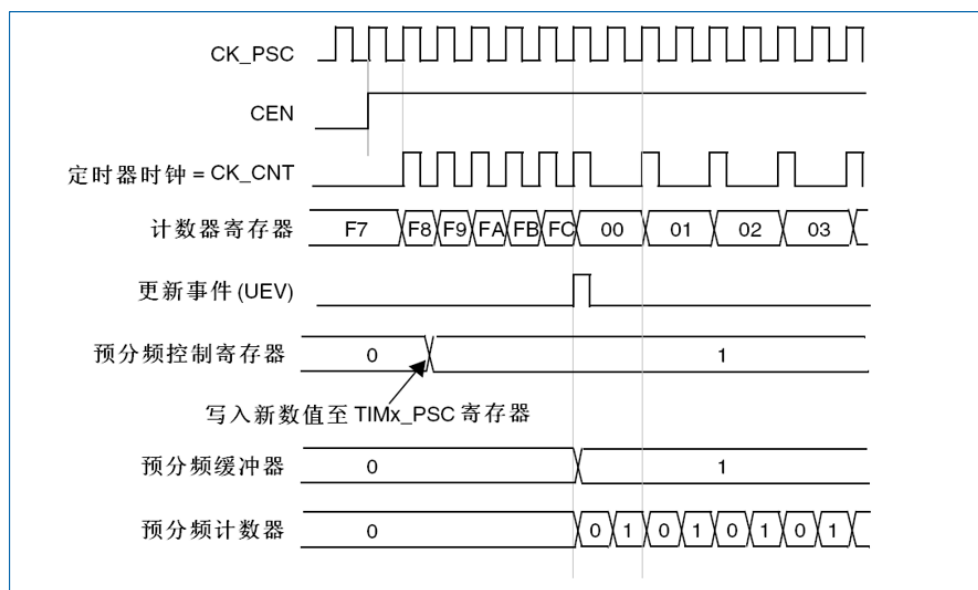 CK_PSC
CEN
定时器时钟 = CK_CNT
计数器寄存器 F7 F8 F9 FA FB FC 00 01 02 03
更新事件(UEV)
预分频控制寄存器 0 1
写入新数值至 TIMx_PSC 寄存器
预分频缓冲器 0 1
预分频计数器 0 0 1 0 1 0 1 0 1